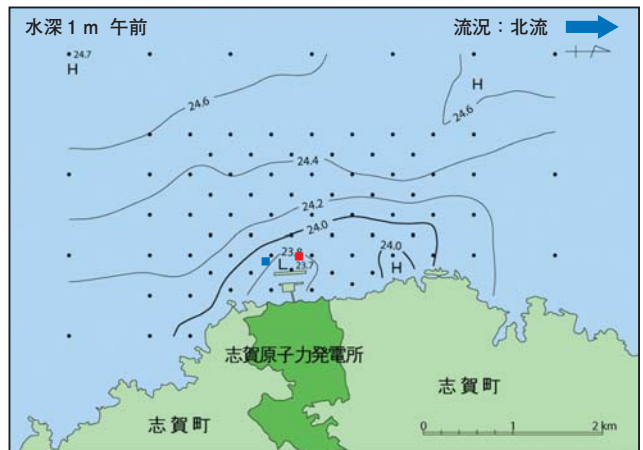 水深1m 午前
流況：北流
24.7
H
H
24.6
24.6
24.4
24.2
24.0
23.8
24.0
L
23.7
H
志賀原子力発電所
志賀町
志賀町
0 1 2 km